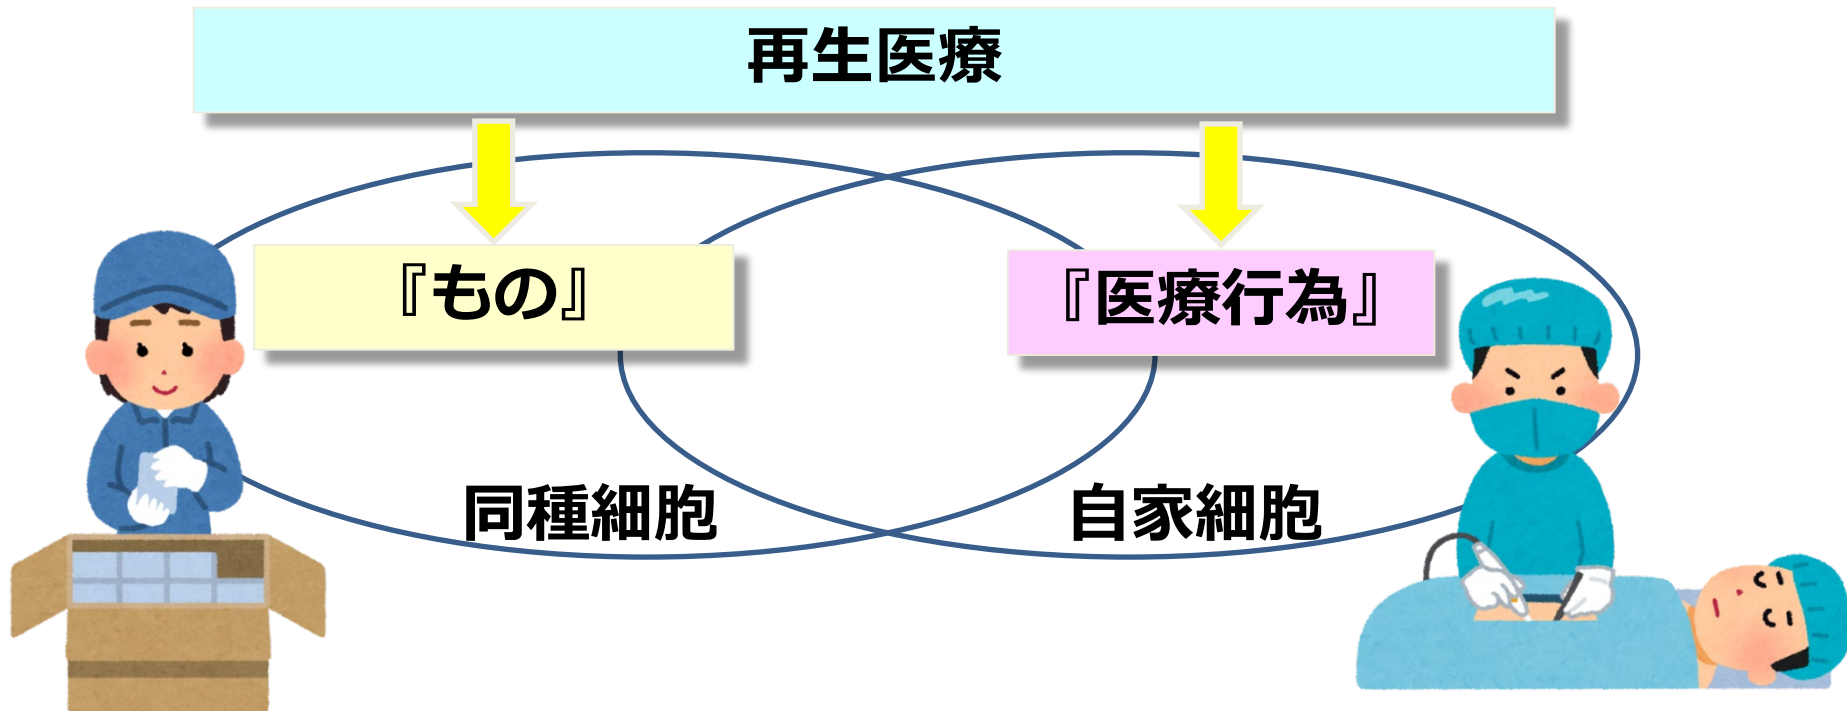 再生医療
『もの』
『医療行為』
同種細胞
自家細胞